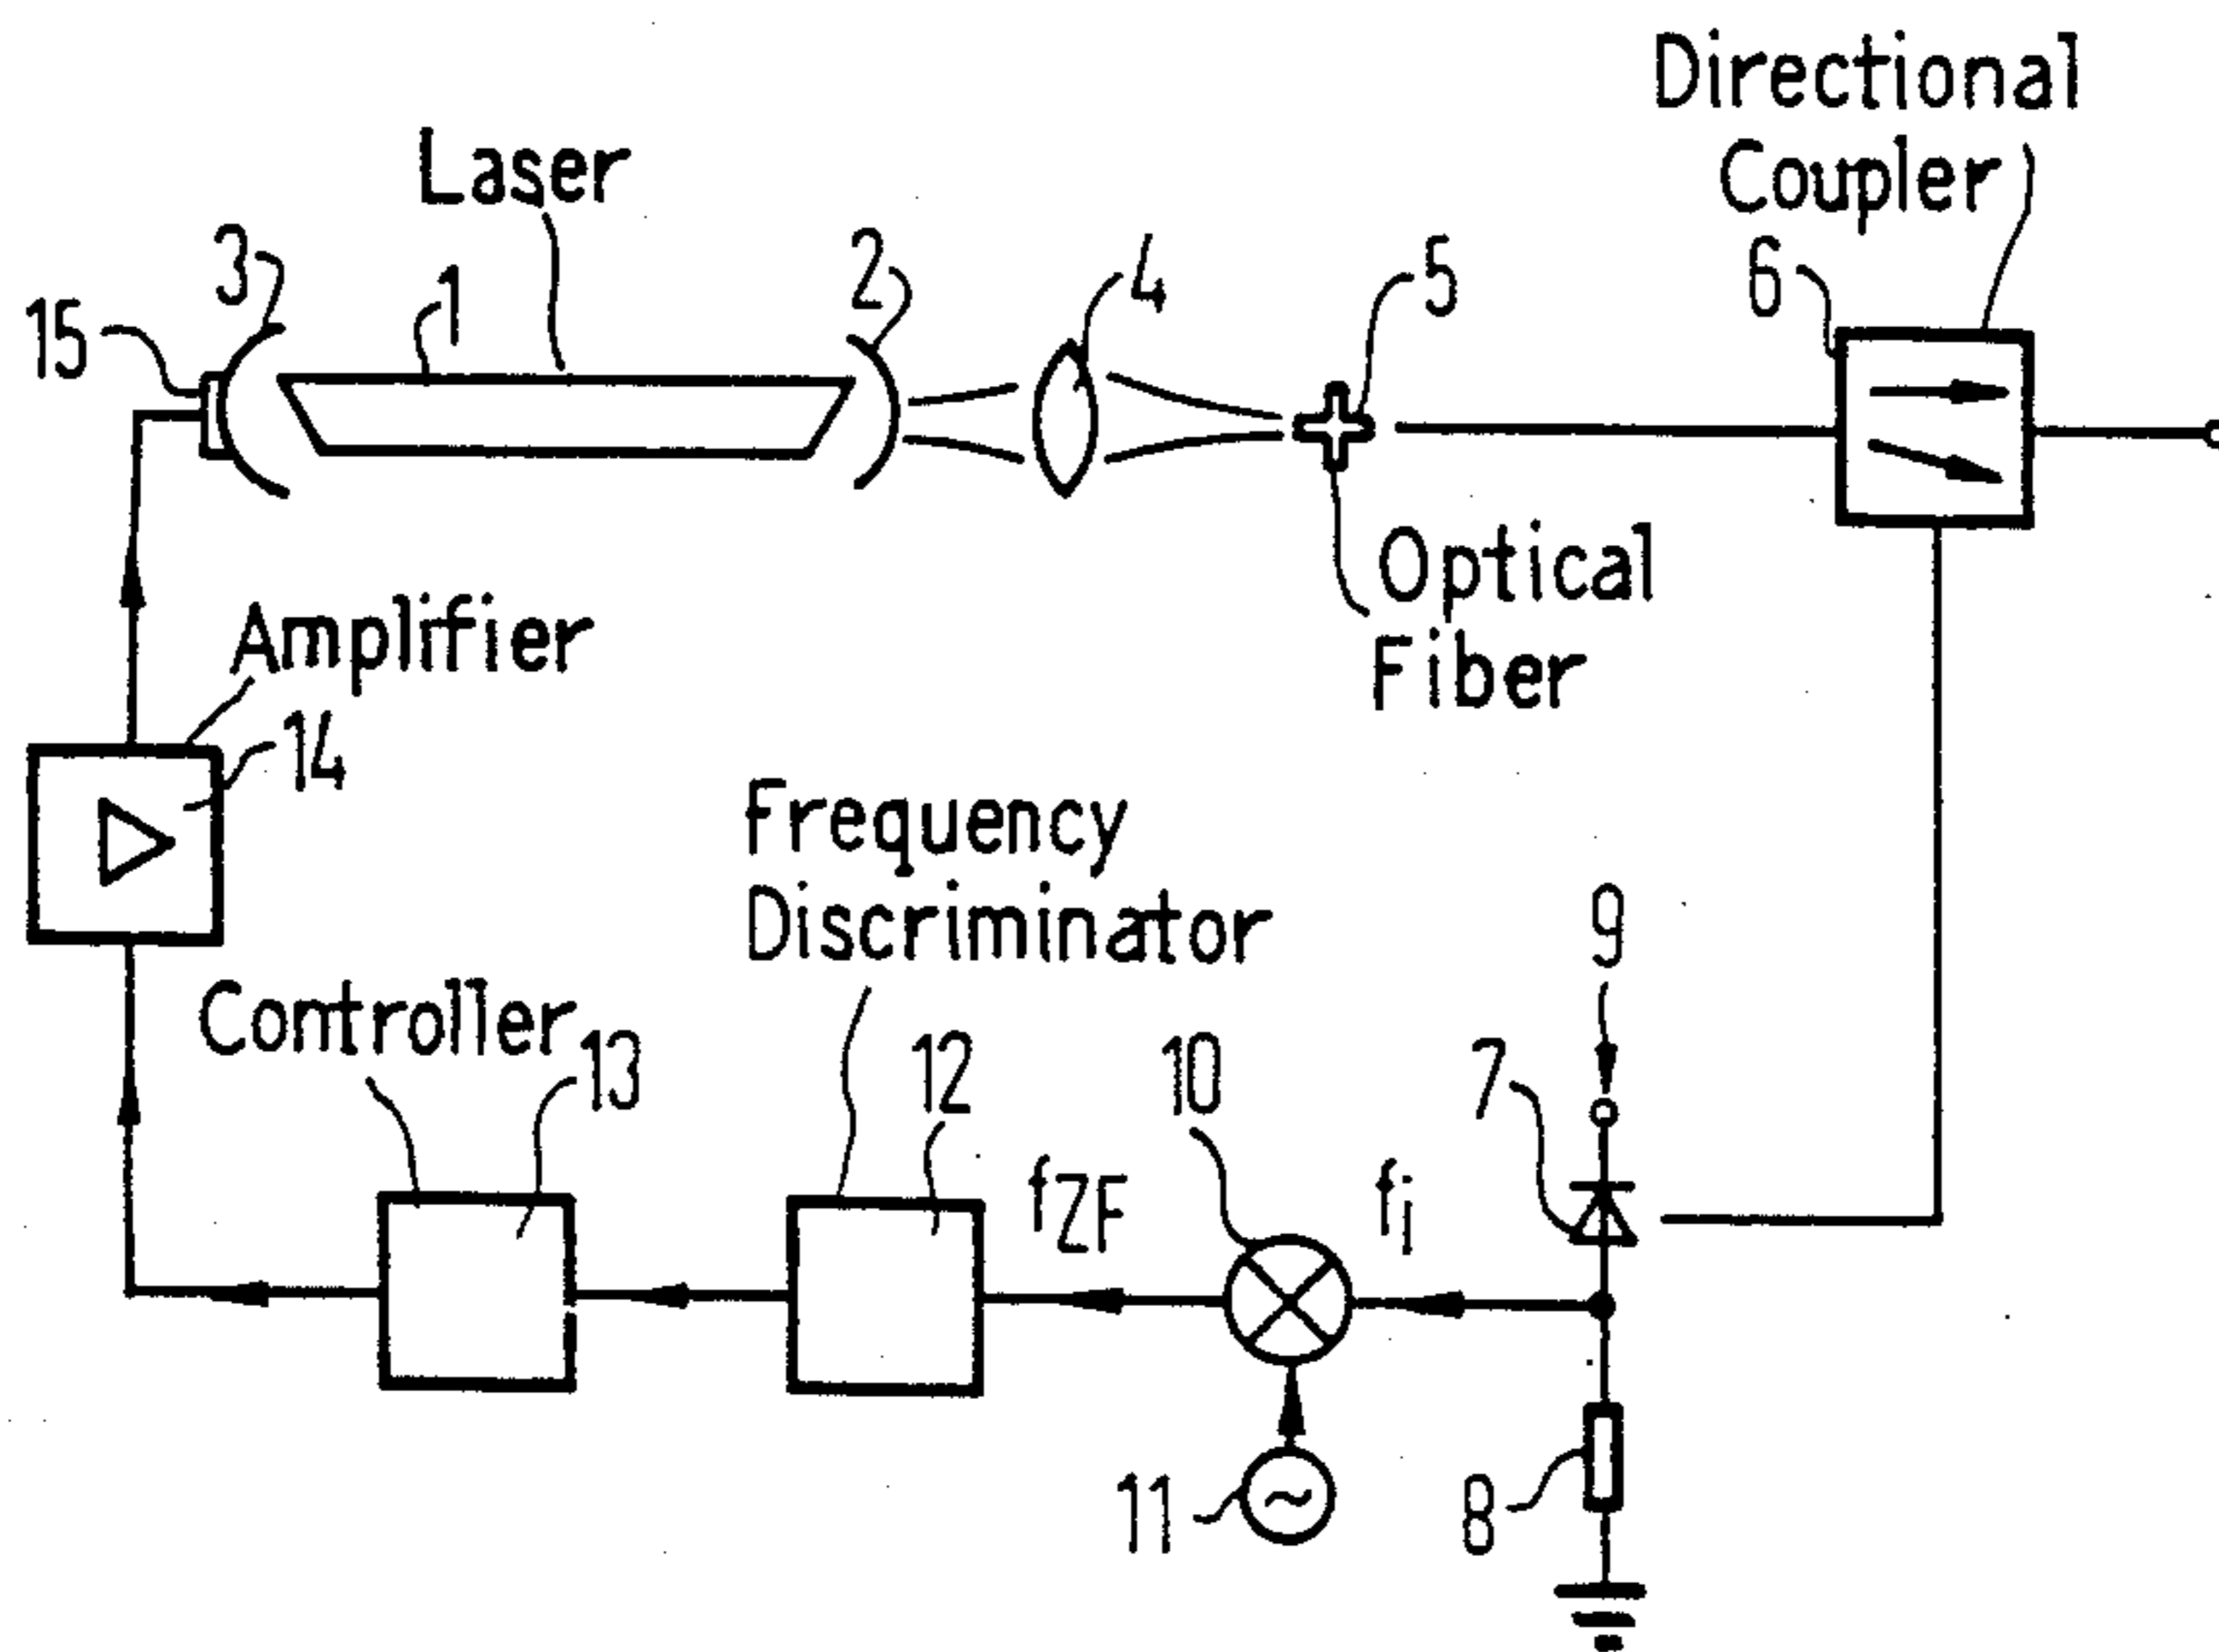 Directional
Coupler
Laser
3
1
2
4
5
6
15
Optical
Fiber
Amplifier
14
Frequency
Discriminator
9
Controller
13
12
10
7
fZF
fi
11
8